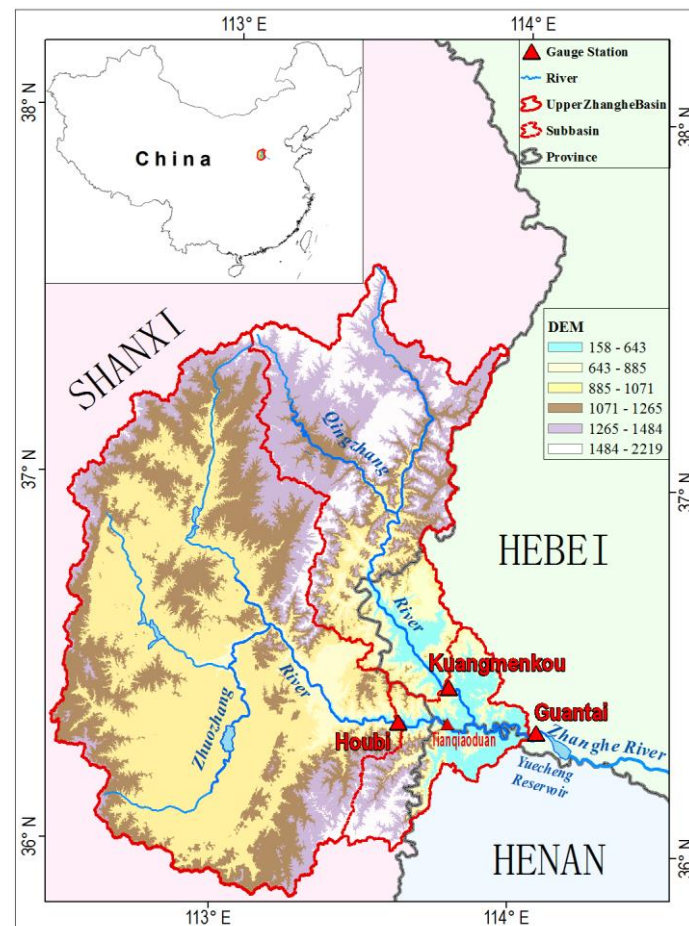 113° E
114° E
38° N
38° N
China
Gauge Station
River
UpperZhangheBasin
Subbasin
Province
DEM
158 - 643
643 - 885
885 - 1071
1071 - 1265
1265 - 1484
1484 - 2219
SHANXI
Qingzhang
37° N
37° N
HEBEI
River
Kuangmenkou
River
Guantai
Houbi
Tianqiaoduan
Zhanghe River
Zhuozhang
Yuecheng
Reservoir
36° N
36° N
HENAN
113° E
114° E